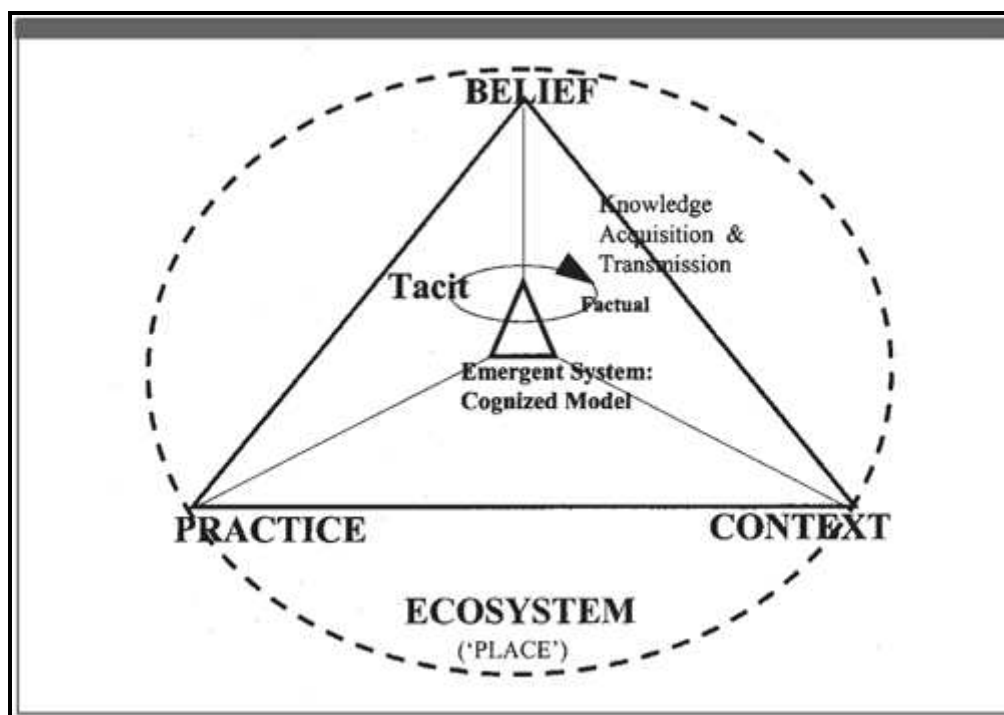 BELIEF
Knowledge
Acquisition &
Transmission
Tacit
Factual
Emergent System:
Cognized Model
PRACTICE
CONTEXT
ECOSYSTEM
('PLACE')